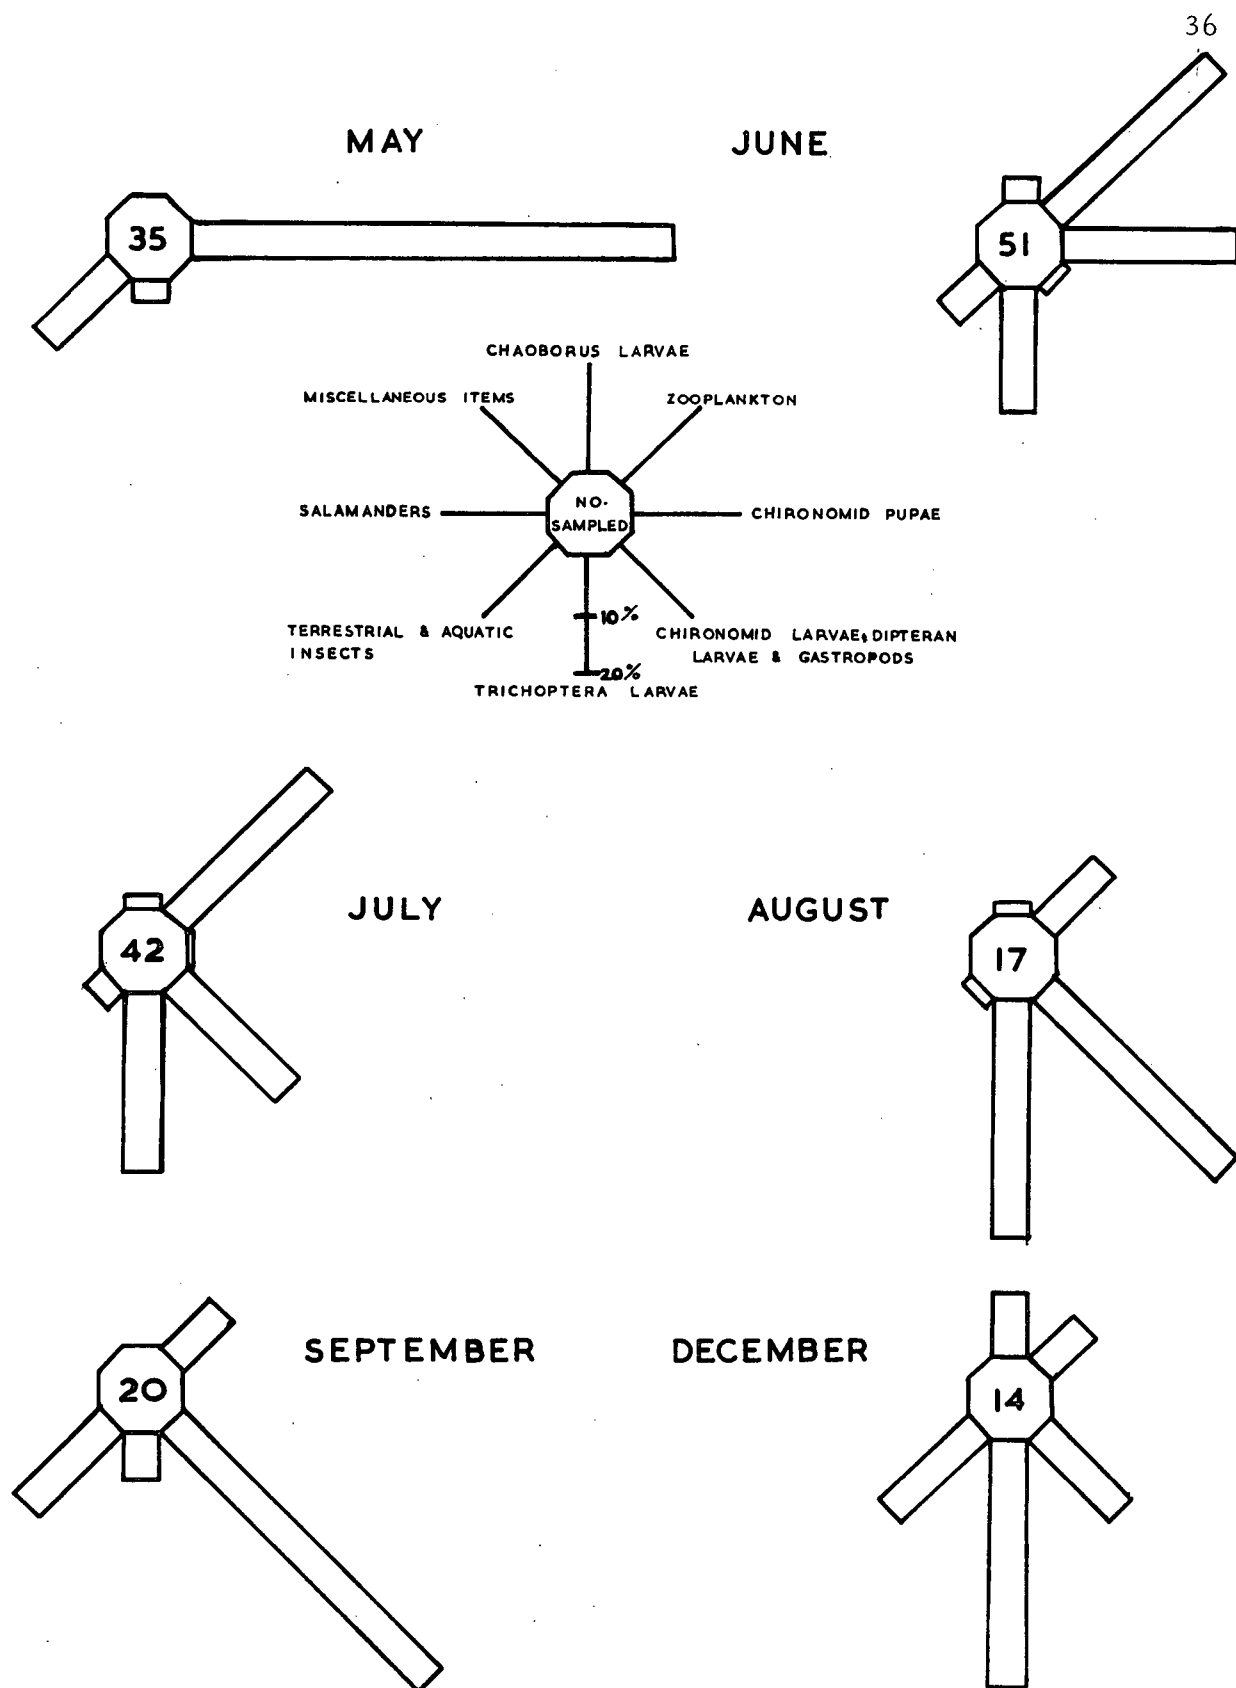 36
MAY
JUNE
35
51
CHAOBORUS LARVAE
MISCELLANEOUS ITEMS
ZOOPLANKTON
SALAMANDERS
NO.
SAMPLED
CHIRONOMID PUPAE
10%
TERRESTRIAL & AQUATIC
INSECTS
CHIRONOMID LARVAE, DIPTERAN
LARVAE & GASTROPODS
20%
TRICHOPTERA LARVAE
JULY
AUGUST
42
17
SEPTEMBER
DECEMBER
20
14